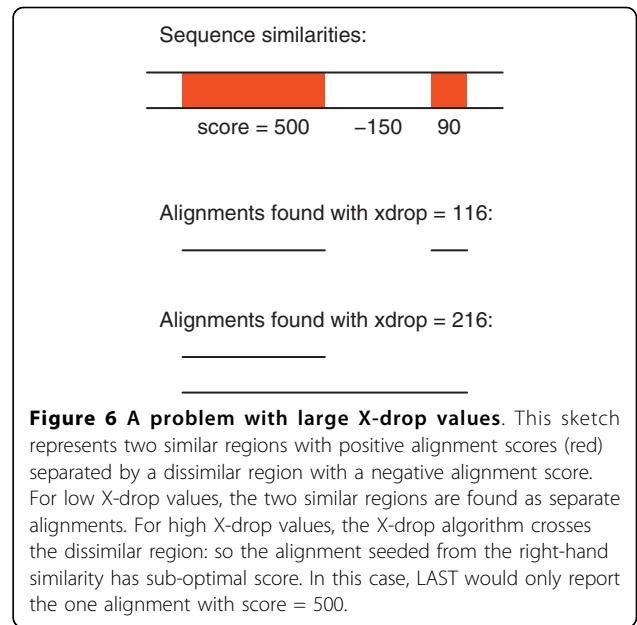 Sequence similarities:
score = 500 −150 90
Alignments found with xdrop = 116:
Alignments found with xdrop = 216:
Figure 6 A problem with large X-drop values. This sketch
represents two similar regions with positive alignment scores (red)
separated by a dissimilar region with a negative alignment score.
For low X-drop values, the two similar regions are found as separate
alignments. For high X-drop values, the X-drop algorithm crosses
the dissimilar region: so the alignment seeded from the right-hand
similarity has sub-optimal score. In this case, LAST would only report
the one alignment with score = 500.